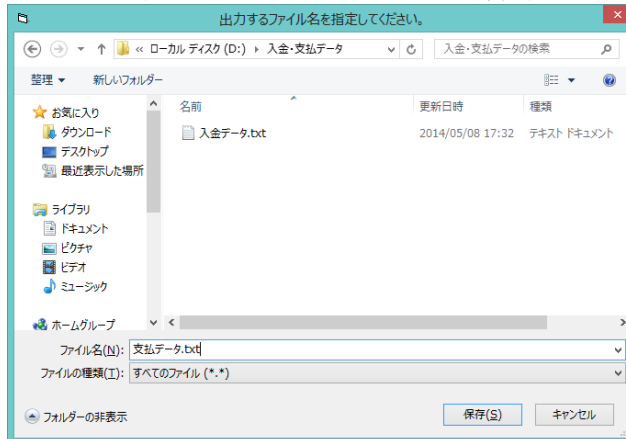 出力するファイル名を指定してください。
« ローカル ディスク (D:) 入金・支払データ 入金・支払データの検索
整理 新しいフォルダー
お気に入り
ダウンロード
デスクトップ
最近表示した場所
ライブラリ
ドキュメント
ピクチャ
ビデオ
ミュージック
ホームグループ
名前 更新日時 種類
入金データ.txt 2014/05/08 17:32 テキスト ドキュメント
ファイル名(N): 支払データ.txt
ファイルの種類(T): すべてのファイル (*.*)
フォルダーの非表示 保存(S) キャンセル